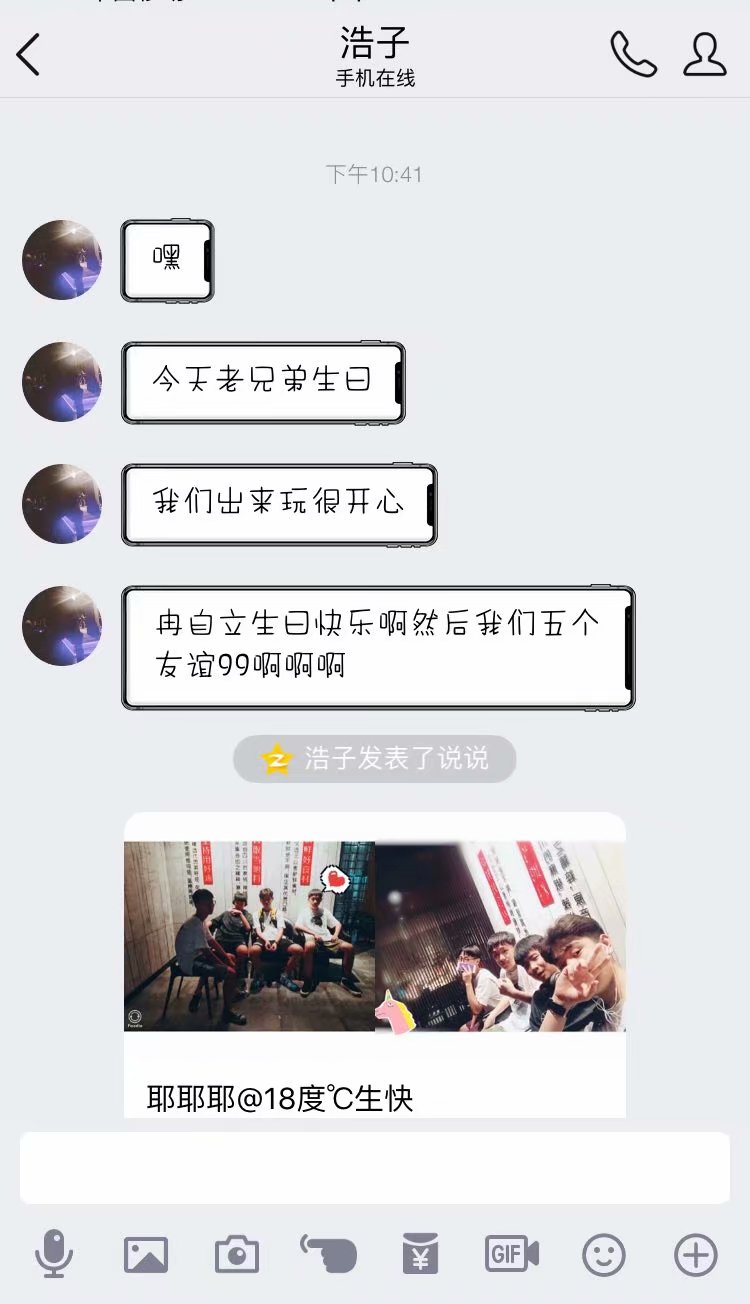 浩子
手机在线
下午10:41
嘿
今天老兄弟生日
我们出来玩很开心
冉自立生日快乐啊然后我们五个
友谊99啊啊啊
浩子发表了说说
耶耶耶@18度℃生快
GIF